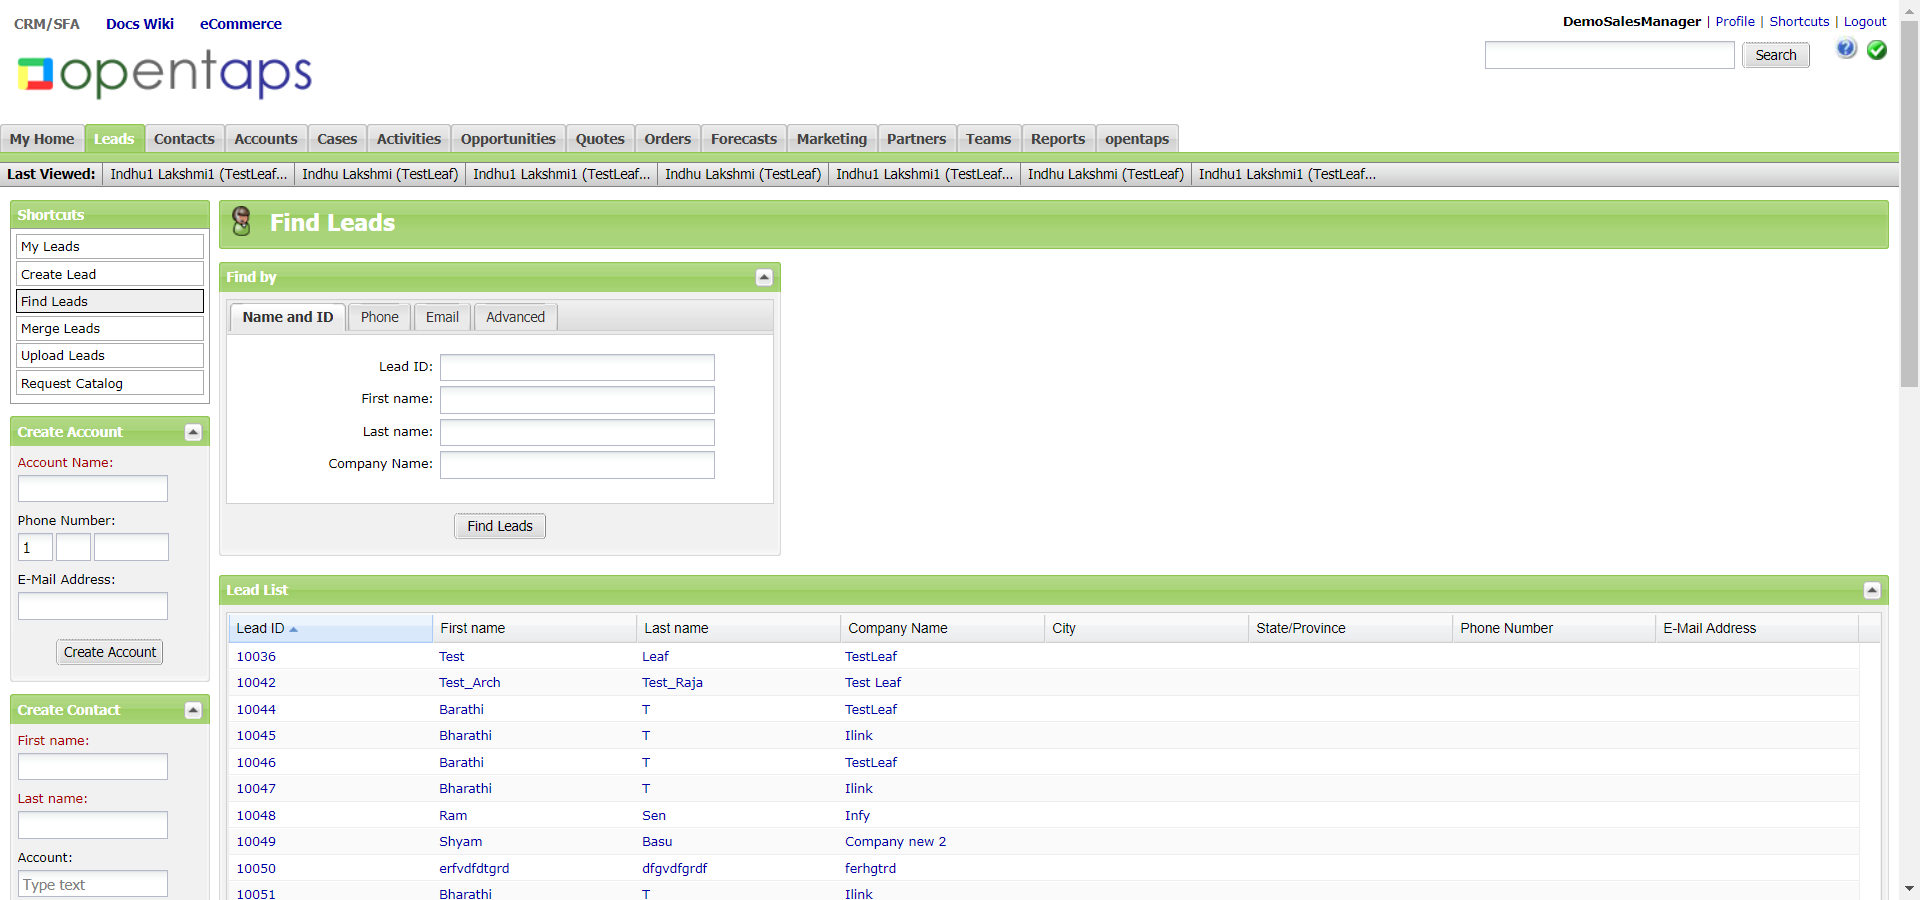 CRM/SFA Docs Wiki eCommerce
DemoSalesManager | Profile | Shortcuts | Logout
opentaps
Search
My Home Leads Contacts Accounts Cases Activities Opportunities Quotes Orders Forecasts Marketing Partners Teams Reports opentaps
Last Viewed: Indhu1 Lakshmi1 (TestLeaf... Indhu Lakshmi (TestLeaf) Indhu1 Lakshmi1 (TestLeaf... Indhu Lakshmi (TestLeaf) Indhu1 Lakshmi1 (TestLeaf... Indhu Lakshmi (TestLeaf) Indhu1 Lakshmi1 (TestLeaf...
Shortcuts
My Leads
Create Lead
Find Leads
Merge Leads
Upload Leads
Request Catalog
Create Account
Account Name:
Phone Number:
1
E-Mail Address:
Create Account
Create Contact
First name:
Last name:
Account:
Type text
Find Leads
Find by
Name and ID Phone Email Advanced
Lead ID:
First name:
Last name:
Company Name:
Find Leads
Lead List
Lead ID First name Last name Company Name City State/Province Phone Number E-Mail Address
10036 Test Leaf TestLeaf
10042 Test_Arch Test_Raja Test Leaf
10044 Barathi T TestLeaf
10045 Bharathi T Ilink
10046 Barathi T TestLeaf
10047 Bharathi T Ilink
10048 Ram Sen Infy
10049 Shyam Basu Company new 2
10050 erfvdfdtgrd dfgvdfgrdf ferhgtrd
10051 Bharathi T Ilink